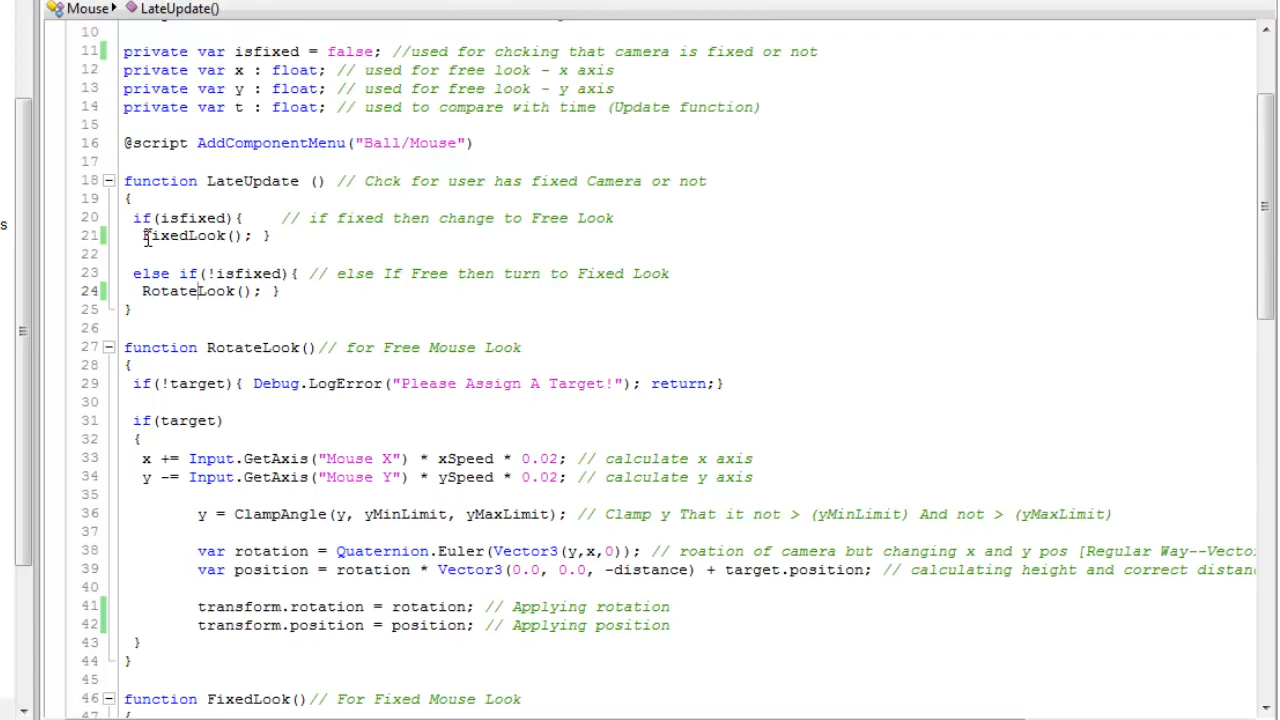 Mouse LateUpdate()
10
11 private var isfixed = false; //used for chcking that camera is fixed or not
12 private var x : float; // used for free look - x axis
13 private var y : float; // used for free look - y axis
14 private var t : float; // used to compare with time (Update function)
15
16 @script AddComponentMenu("Ball/Mouse")
17
18 function LateUpdate () // Chck for user has fixed Camera or not
19 {
20 if(isfixed){ // if fixed then change to Free Look
21 FixedLook(); }
22
23 else if(!isfixed){ // else If Free then turn to Fixed Look
24 RotateLook(); }
25 }
26
27 function RotateLook()// for Free Mouse Look
28 {
29 if(!target){ Debug.LogError("Please Assign A Target!"); return;}
30
31 if(target)
32 {
33 x += Input.GetAxis("Mouse X") * xSpeed * 0.02; // calculate x axis
34 y -= Input.GetAxis("Mouse Y") * ySpeed * 0.02; // calculate y axis
35
36 y = ClampAngle(y, yMinLimit, yMaxLimit); // Clamp y That it not > (yMinLimit) And not > (yMaxLimit)
37
38 var rotation = Quaternion.Euler(Vector3(y,x,0)); // roation of camera but changing x and y pos [Regular Way--Vecto
39 var position = rotation * Vector3(0.0, 0.0, -distance) + target.position; // calculating height and correct distan
40
41 transform.rotation = rotation; // Applying rotation
42 transform.position = position; // Applying position
43 }
44 }
45
46 function FixedLook()// For Fixed Mouse Look
47 {
s